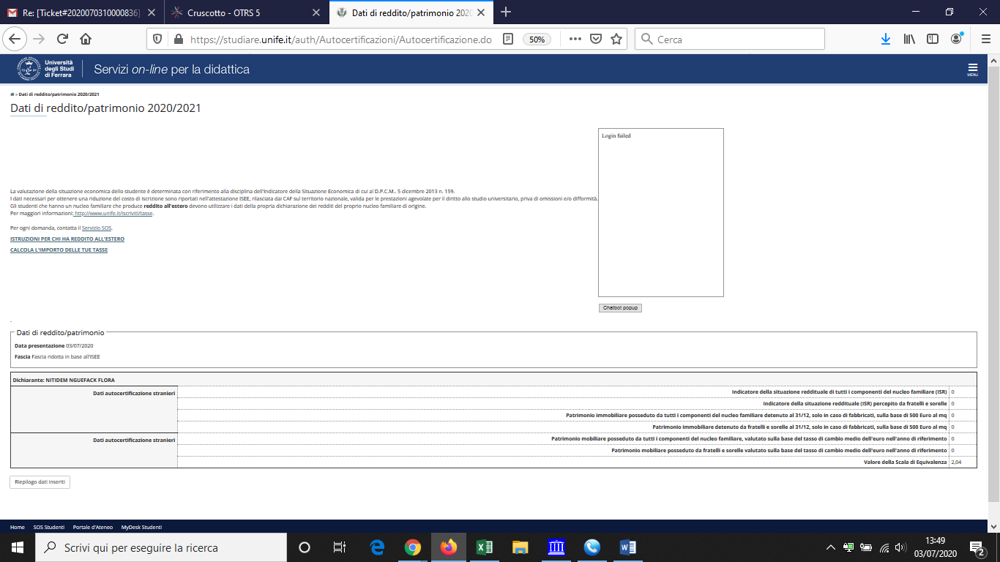 Re: [Ticket#2020070310000836]
Cruscotto - OTRS 5
Dati di reddito/patrimonio 2020
https://studiare.unife.it/auth/Autocertificazioni/Autocertificazione.do
50%
Cerca
Università
degli Studi
di Ferrara
Servizi on-line per la didattica
MENU
» Dati di reddito/patrimonio 2020/2021
Dati di reddito/patrimonio 2020/2021
Login failed
La valutazione della situazione economica dello studente è determinata con riferimento alla disciplina dell'Indicatore della Situazione Economica di cui al D.P.C.M.. 5 dicembre 2013 n. 159.
I dati necessari per ottenere una riduzione del costo di iscrizione sono riportati nell'attestazione ISEE, rilasciata dal CAF sul territorio nazionale, valida per le prestazioni agevolate per il diritto allo studio universitario, priva di omissioni e/o difformità.
Gli studenti che hanno un nucleo familiare che produce reddito all'estero devono utilizzare i dati della propria dichiarazione dei redditi del proprio nucleo familiare di origine.
Per maggiori informazioni: http://www.unife.it/iscriviti/tasse.
Per ogni domanda, contatta il Servizio SOS.
ISTRUZIONI PER CHI HA REDDITO ALL'ESTERO
CALCOLA L'IMPORTO DELLE TUE TASSE
Chatbot popup
.
Dati di reddito/patrimonio
Data presentazione 03/07/2020
Fascia Fascia ridotta in base all'ISEE
Dichiarante: NITIDEM NGUEFACK FLORA
Dati autocertificazione stranieri
Indicatore della situazione reddituale di tutti i componenti del nucleo familiare (ISR) 0
Indicatore della situazione reddituale (ISR) percepito da fratelli e sorelle 0
Patrimonio immobiliare posseduto da tutti i componenti del nucleo familiare detenuto al 31/12, solo in caso di fabbricati, sulla base di 500 Euro al mq 0
Patrimonio immobiliare detenuto da fratelli e sorelle al 31/12, solo in caso di fabbricati, sulla base di 500 Euro al mq 0
Dati autocertificazione stranieri
Patrimonio mobiliare posseduto da tutti i componenti del nucleo familiare, valutato sulla base del tasso di cambio medio dell'euro nell'anno di riferimento 0
Patrimonio mobiliare posseduto da fratelli e sorelle valutato sulla base del tasso di cambio medio dell'euro nell'anno di riferimento 0
Valore della Scala di Equivalenza 2,04
Riepilogo dati inseriti
Home SOS Studenti Portale d'Ateneo MyDesk Studenti
Scrivi qui per eseguire la ricerca
13:49
03/07/2020
2